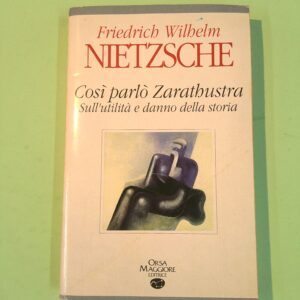 Friedrich Wilhelm
NIETZSCHE
Così parlò Zarathustra
Sull'utilità e danno della storia
ORSA
MAGGIORE
EDITRICE